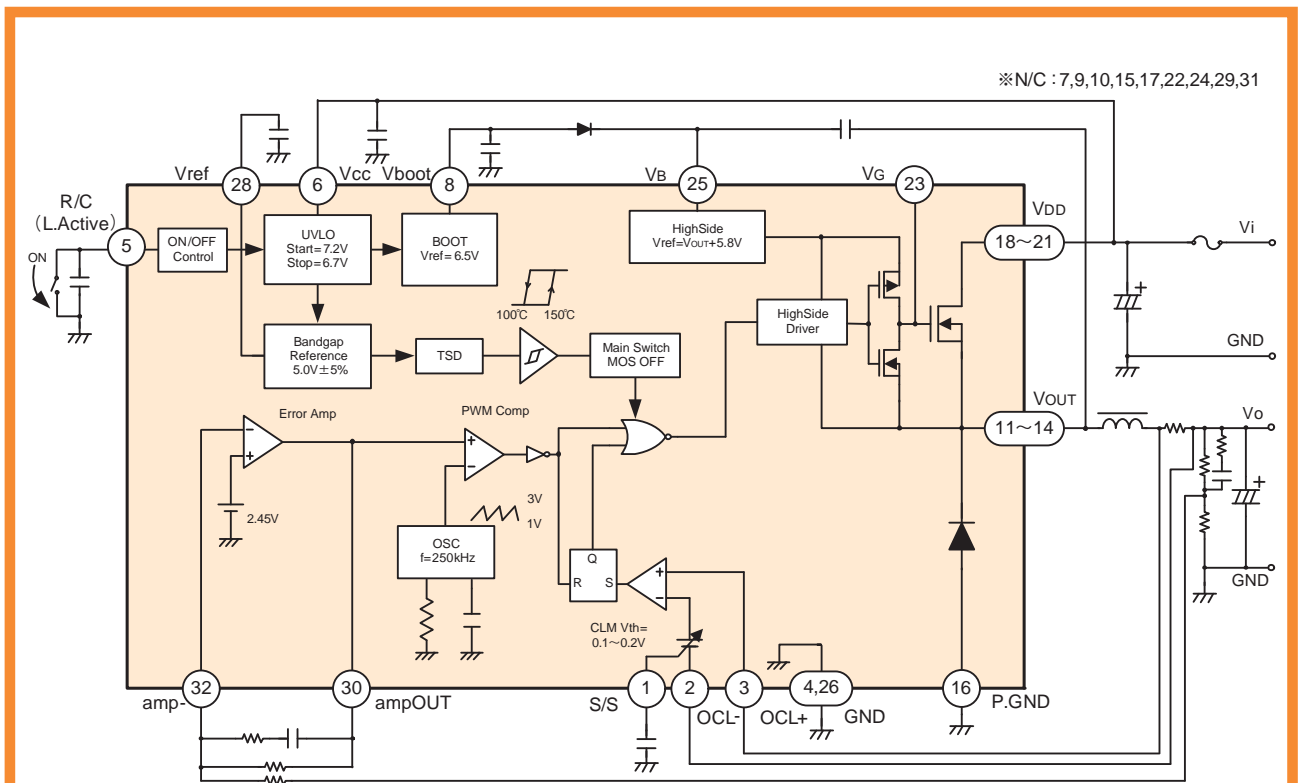 ※N/C : 7,9,10,15,17,22,24,29,31
Vref
28
6
Vcc
Vboot
8
VB
25
VG
23
R/C
(L.Active)
5
ON
ON/OFF
Control
UVLO
Start=7.2V
Stop=6.7V
BOOT
Vref= 6.5V
HighSide
Vref=VOUT+5.8V
VDD
18～21
Vi
100℃
150℃
HighSide
Driver
Bandgap
Reference
5.0V±5%
TSD
Main Switch
MOS OFF
GND
Error Amp
PWM Comp
VOUT
11～14
Vo
−
+
2.45V
+
−
3V
1V
OSC
f=250kHz
Q
R
S
+
−
CLM Vth=
0.1～0.2V
+
+
GND
amp-
32
30
ampOUT
S/S
1
2
OCL-
3
OCL+
4,26
GND
16
P.GND